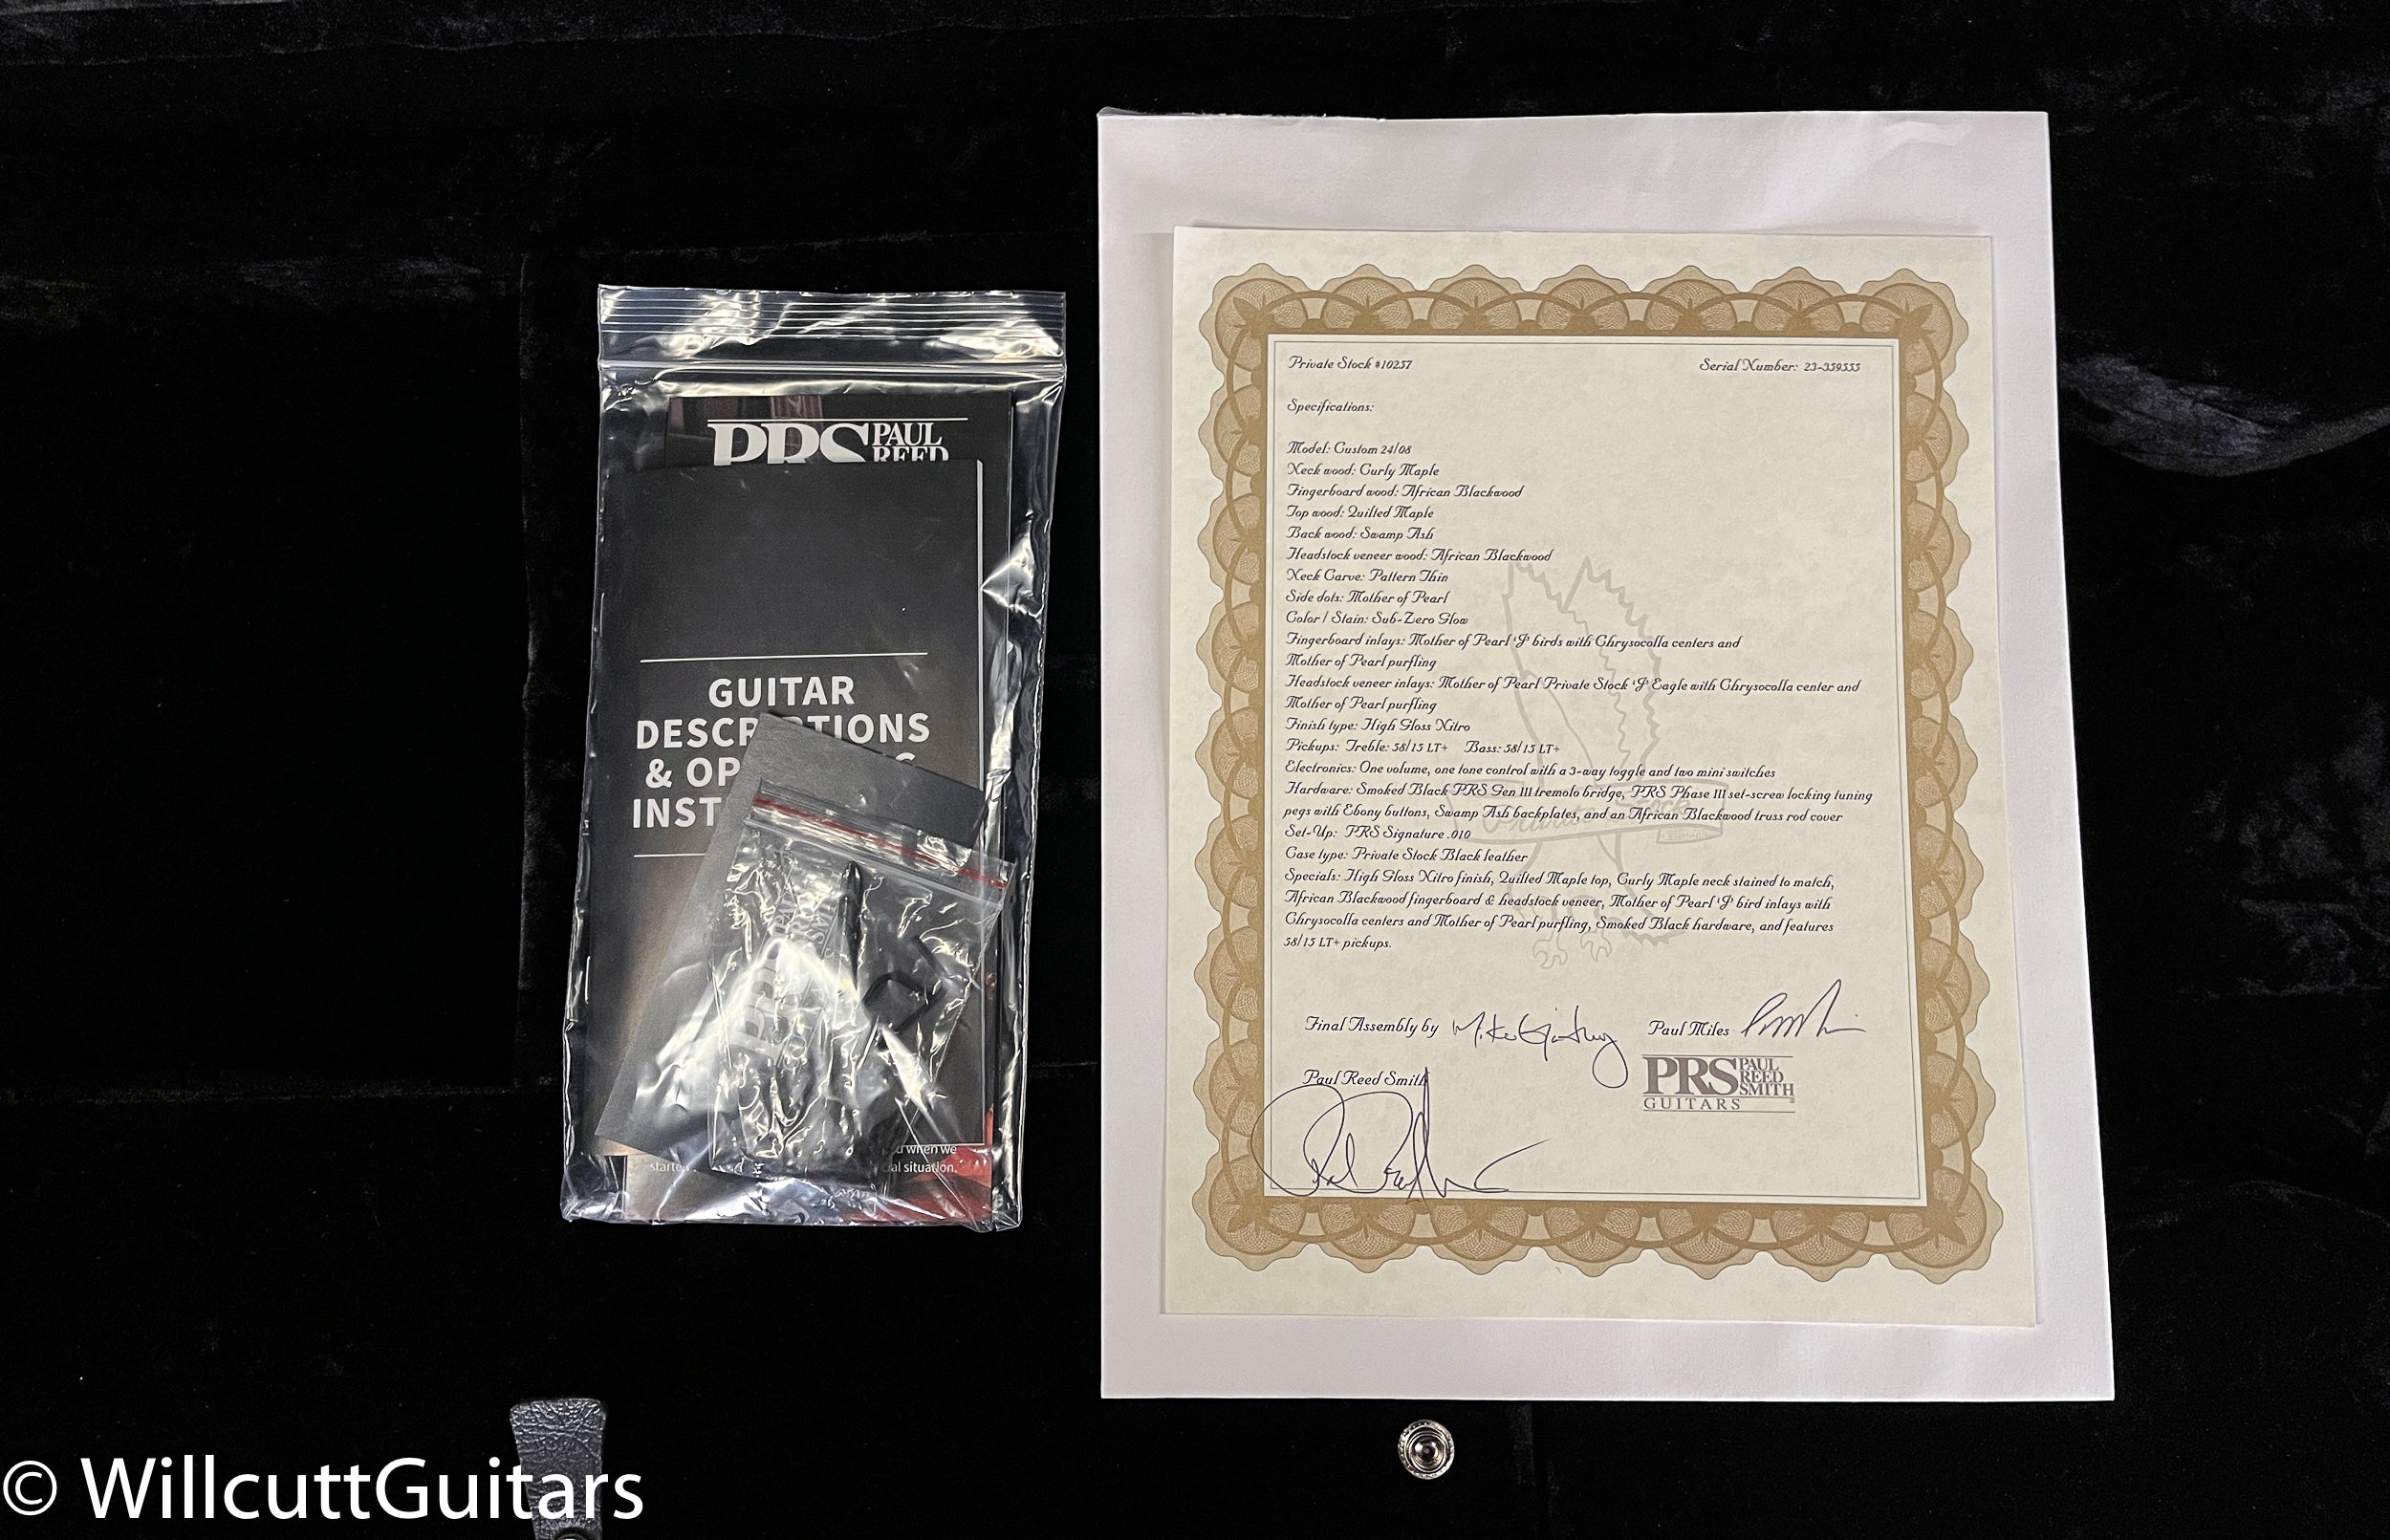 PRS PAUL
REED
GUITAR
DESCR TIONS
& OP
INST
d when we
starte
al situation,
Private Stock #10257
Serial Number: 23-359555
Specifications:
Model: Custom 24/08
Neck wood: Curly Maple
Fingerboard wood: African Blackwood
Top wood: Quilted Maple
Back wood: Swamp Ash
Headstock veneer wood: African Blackwood
Neck Carve: Pattern Thin
Side dots: Mother of Pearl
Color / Stain: Sub-Zero Glow
Fingerboard inlays: Mother of Pearl 'J' birds with Chrysocolla centers and
Mother of Pearl purfling
Headstock veneer inlays: Mother of Pearl Private Stock 'J' Eagle with Chrysocolla center and
Mother of Pearl purfling
Finish type: High Gloss Nitro
Pickups: Treble: 58/15 LT+ Bass: 58/15 LT+
Electronics: One volume, one tone control with a 3-way toggle and two mini switches
Hardware: Smoked Black PRS Gen III tremolo bridge, PRS Phase III set-screw locking tuning
pegs with Ebony buttons, Swamp Ash backplates, and an African Blackwood truss rod cover
Set-Up: PRS Signature .010
Case type: Private Stock Black leather
Specials: High Gloss Nitro finish, Quilted Maple top, Curly Maple neck stained to match,
African Blackwood fingerboard & headstock veneer, Mother of Pearl 'J' bird inlays with
Chrysocolla centers and Mother of Pearl purfling, Smoked Black hardware, and features
58/15 LT+ pickups.
Final Assembly by
Paul Miles
Paul Reed Smith
PRS PAUL
REED
SMITH
GUITARS
© WillcuttGuitars